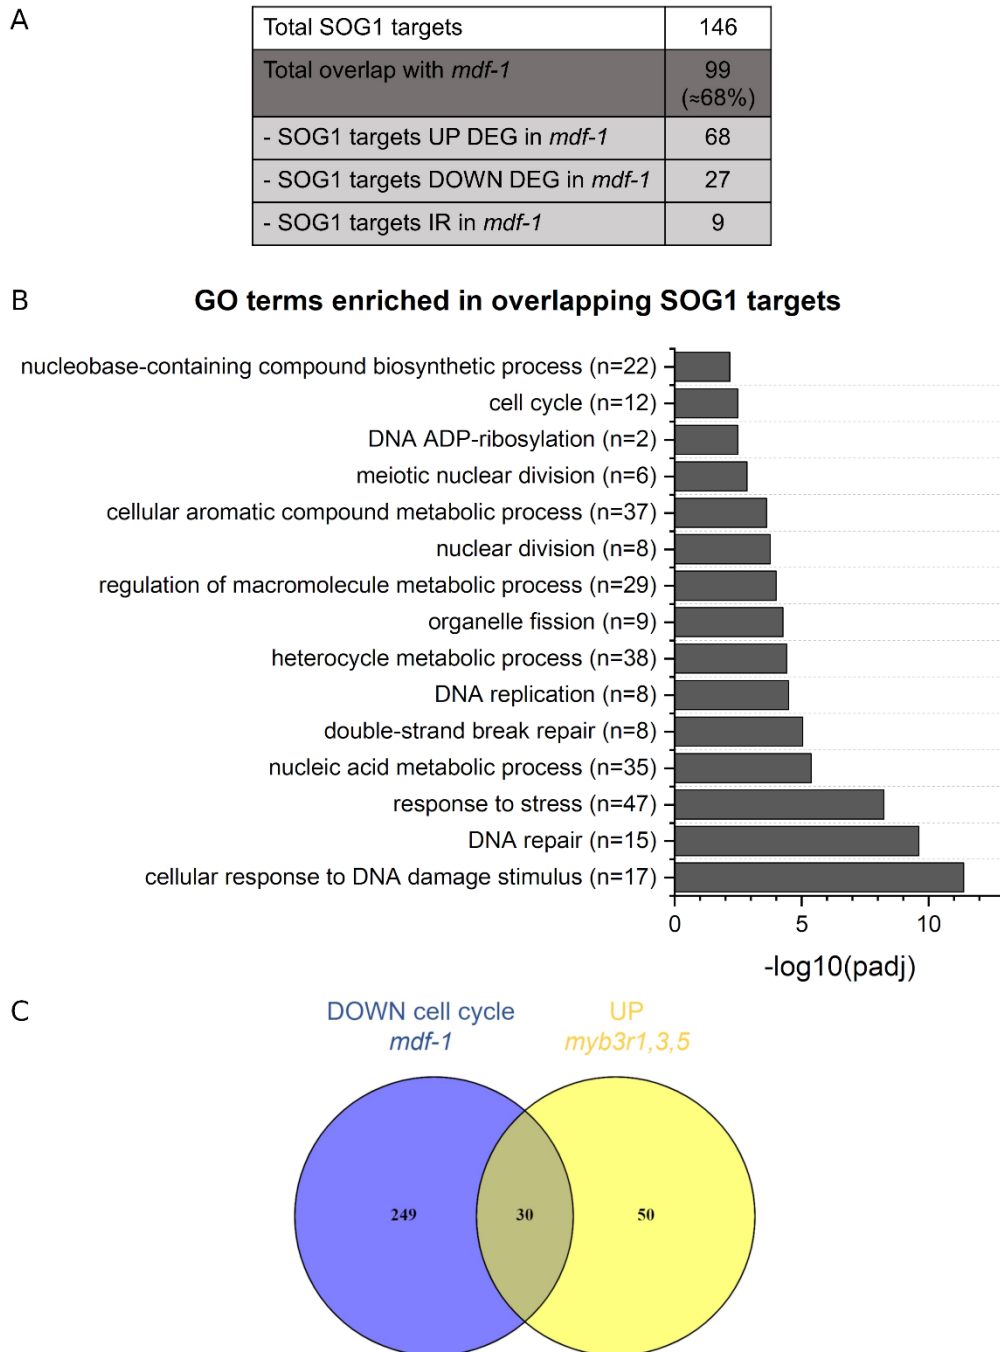 A
Total SOG1 targets 146
Total overlap with mdf-1 99
(≈68%)
- SOG1 targets UP DEG in mdf-1 68
- SOG1 targets DOWN DEG in mdf-1 27
- SOG1 targets IR in mdf-1 9
B GO terms enriched in overlapping SOG1 targets
nucleobase-containing compound biosynthetic process (n=22)
cell cycle (n=12)
DNA ADP-ribosylation (n=2)
meiotic nuclear division (n=6)
cellular aromatic compound metabolic process (n=37)
nuclear division (n=8)
regulation of macromolecule metabolic process (n=29)
organelle fission (n=9)
heterocycle metabolic process (n=38)
DNA replication (n=8)
double-strand break repair (n=8)
nucleic acid metabolic process (n=35)
response to stress (n=47)
DNA repair (n=15)
cellular response to DNA damage stimulus (n=17)
0 5 10
-log10(padj)
C
DOWN cell cycle
mdf-1
UP
myb3r1,3,5
249 30 50